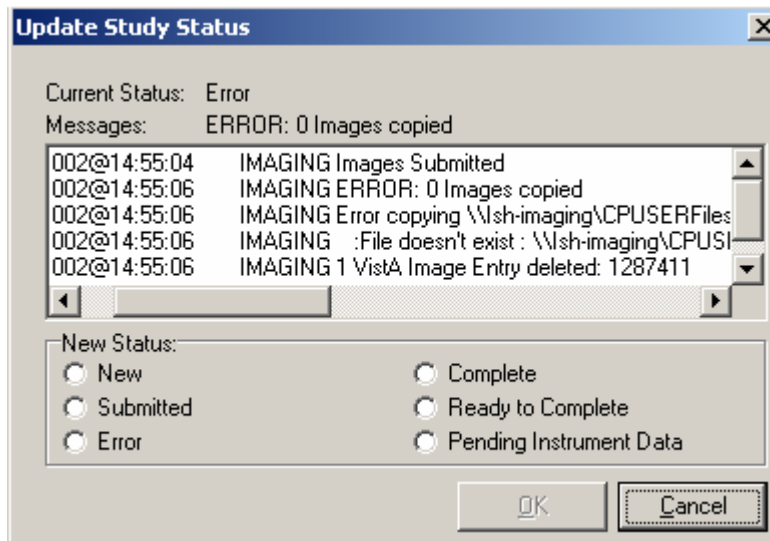 Update Study Status
Current Status: Error
Messages: ERROR: 0 Images copied
002@14:55:04 IMAGING Images Submitted
002@14:55:06 IMAGING ERROR: 0 Images copied
002@14:55:06 IMAGING Error copying \\lsh-imaging\CPUSERFiles
002@14:55:06 IMAGING :File doesn't exist : \\lsh-imaging\CPUSI
002@14:55:06 IMAGING 1 VistA Image Entry deleted: 1287411
New Status:
New Complete
Submitted Ready to Complete
Error Pending Instrument Data
OK Cancel